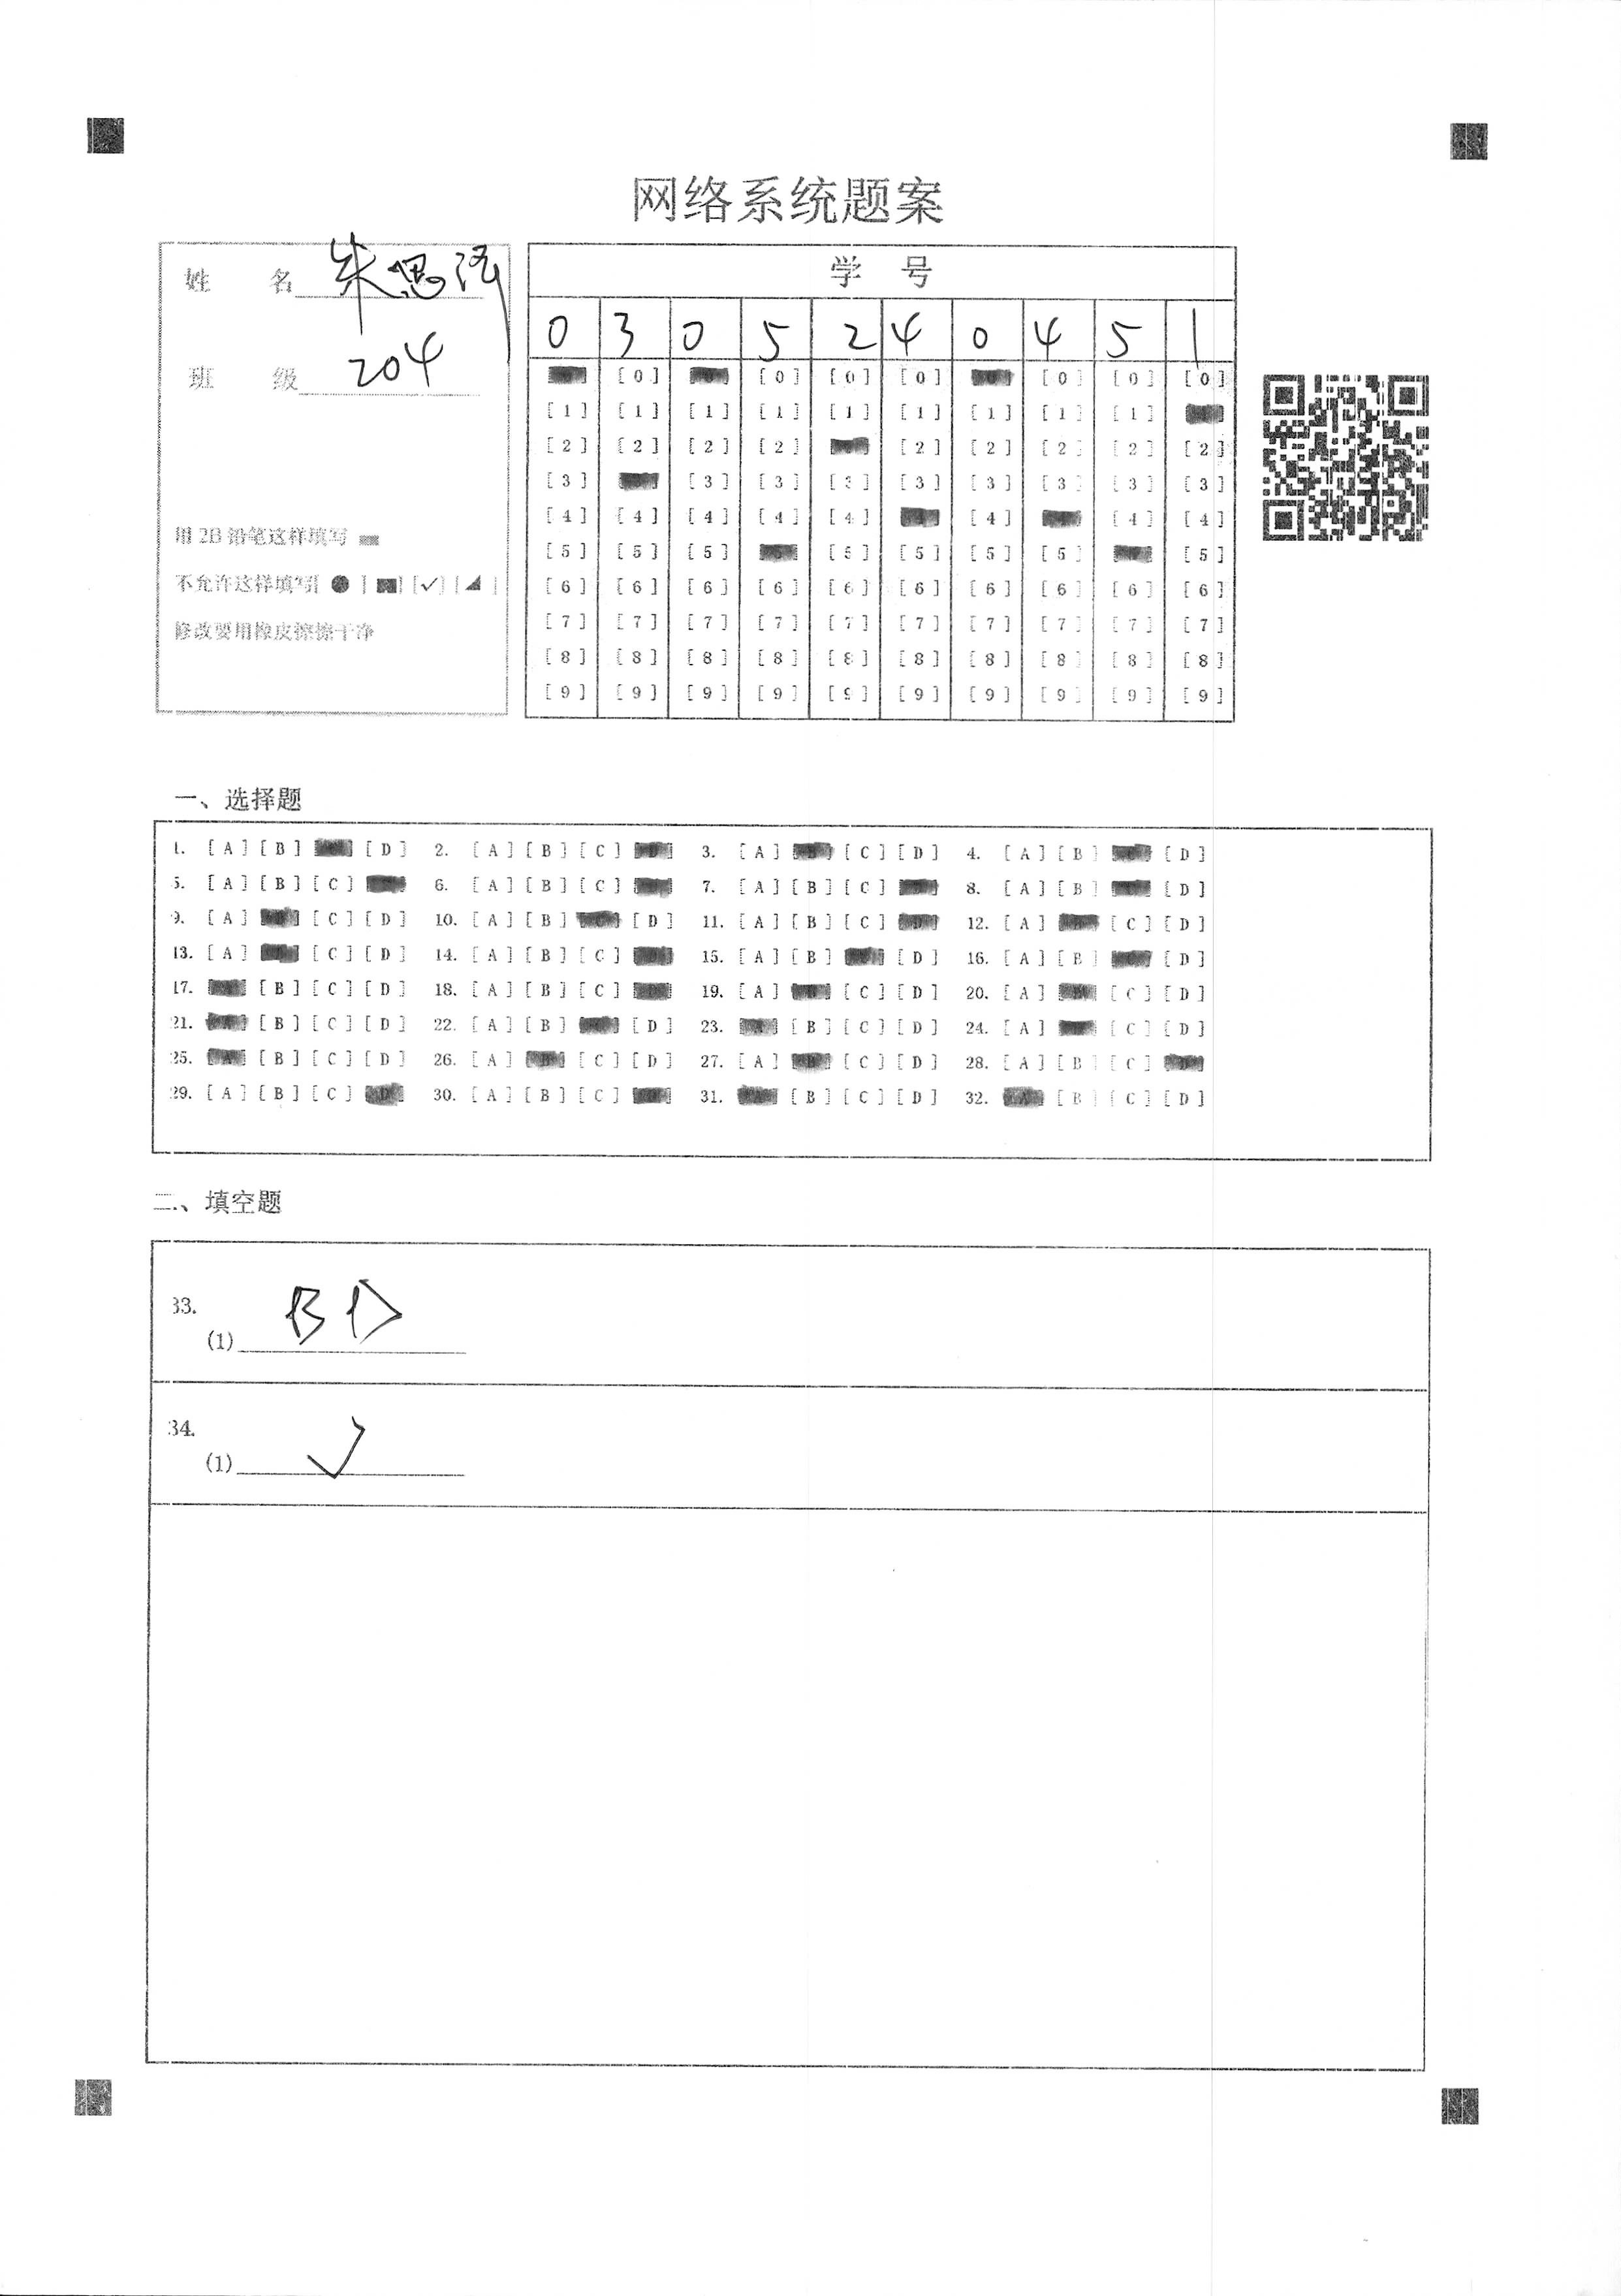 网络系统题案
姓 名 朱思
班 级 204
用 2B 铅笔这样填写
不允许这样填写[ ● ] [ ■ ] [ ✓ ] [ ◢ ]
修改要用橡皮擦擦干净
学 号
0 3 0 5 2 4 0 4 5 1
[0] [0] [0] [0] [0] [0] [0]
[1] [1] [1] [1] [1] [1] [1] [1] [1]
[2] [2] [2] [2] [2] [2] [2] [2] [2]
[3] [3] [3] [3] [3] [3] [3] [3] [3]
[4] [4] [4] [4] [4] [4] [4] [4]
[5] [5] [5] [5] [5] [5] [5] [5]
[6] [6] [6] [6] [6] [6] [6] [6] [6] [6]
[7] [7] [7] [7] [7] [7] [7] [7] [7] [7]
[8] [8] [8] [8] [8] [8] [8] [8] [8] [8]
[9] [9] [9] [9] [9] [9] [9] [9] [9] [9]
一、选择题
1. [A] [B] [D] 2. [A] [B] [C] 3. [A] [C] [D] 4. [A] [B] [D]
5. [A] [B] [C] 6. [A] [B] [C] 7. [A] [B] [C] 8. [A] [B] [D]
9. [A] [C] [D] 10. [A] [B] [D] 11. [A] [B] [C] 12. [A] [C] [D]
13. [A] [C] [D] 14. [A] [B] [C] 15. [A] [B] [D] 16. [A] [B] [D]
17. [B] [C] [D] 18. [A] [B] [C] 19. [A] [C] [D] 20. [A] [C] [D]
21. [B] [C] [D] 22. [A] [B] [D] 23. [B] [C] [D] 24. [A] [C] [D]
25. [B] [C] [D] 26. [A] [C] [D] 27. [A] [C] [D] 28. [A] [B] [C]
29. [A] [B] [C] 30. [A] [B] [C] 31. [B] [C] [D] 32. [B] [C] [D]
二、填空题
33.
(1) BD
34.
(1) ✓